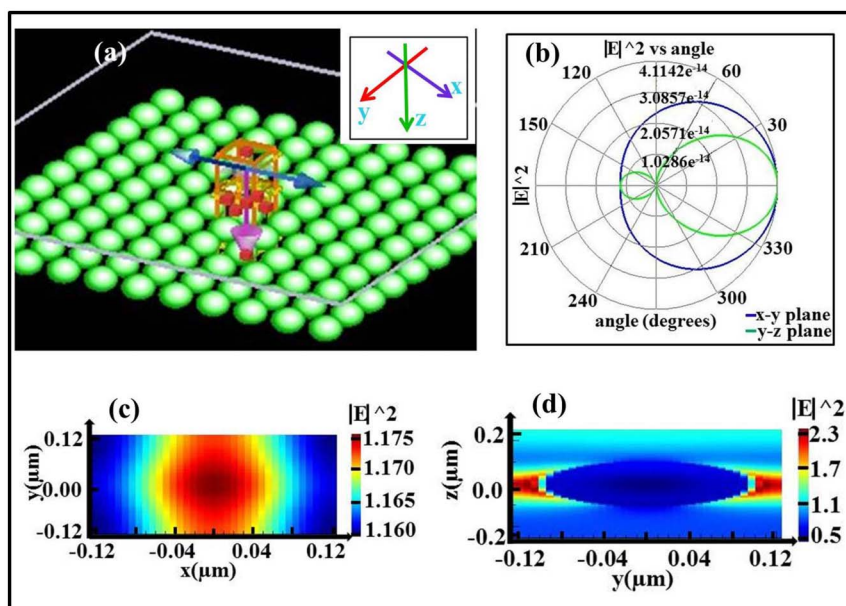 (a)
x
y
z
(b)
|E|^2 vs angle
4.1142e-14
3.0857e-14
2.0571e-14
1.0286e-14
120
60
150
30
|E|^2
210
330
240
300
angle (degrees)
x-y plane
y-z plane
(c)
|E|^2
y(μm)
0.12
0.00
-0.12
-0.12 -0.04 0.04 0.12
x(μm)
1.175
1.170
1.165
1.160
(d)
|E|^2
z(μm)
0.2
0.0
-0.2
-0.12 -0.04 0.04 0.12
y(μm)
2.3
1.7
1.1
0.5